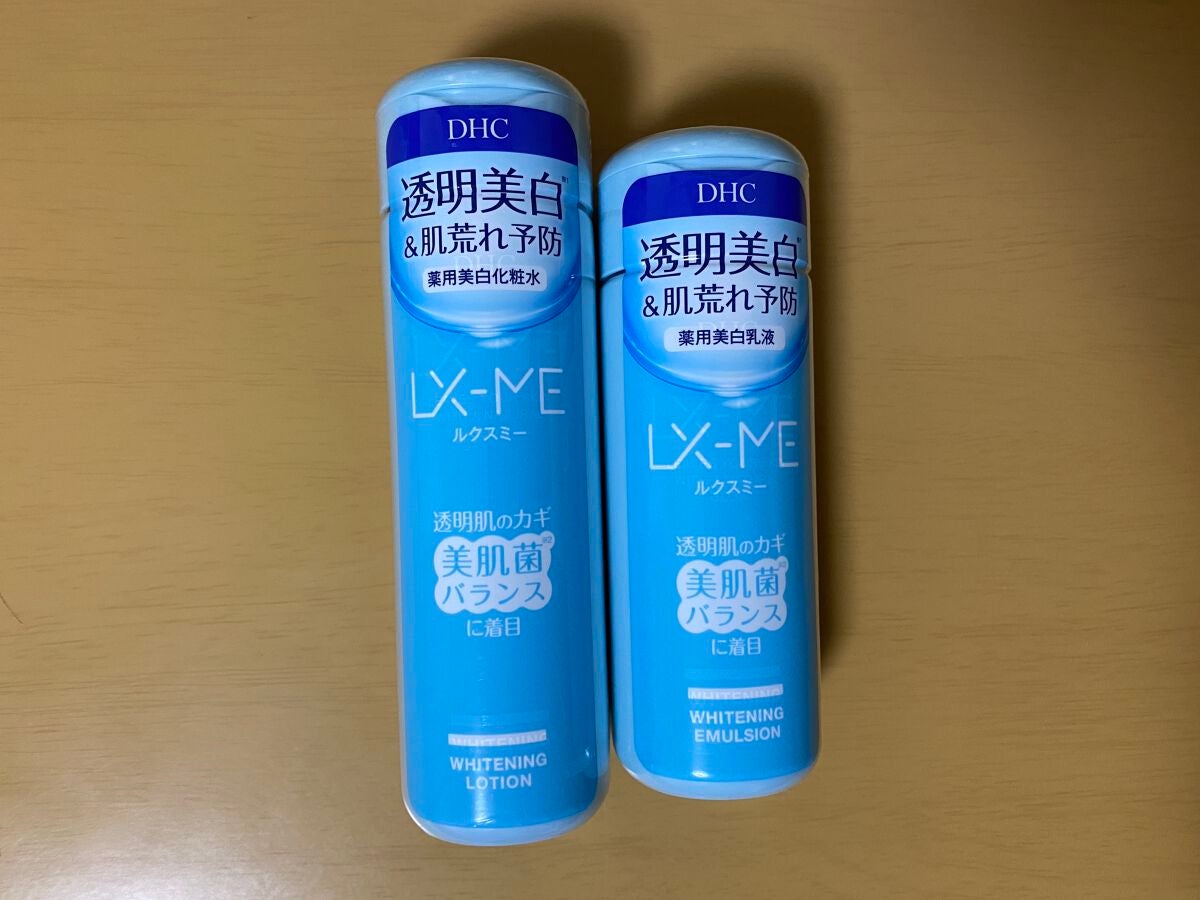 DHC
透明美白※1
&肌荒れ予防
薬用美白化粧水
LX-ME
ルクスミー
透明肌のカギ
美肌菌※2
バランス
に着目
WHITENING
WHITENING
LOTION
DHC
透明美白
&肌荒れ予防
薬用美白乳液
LX-ME
ルクスミー
透明肌のカギ
美肌菌
バランス
に着目
WHITENING
WHITENING
EMULSION